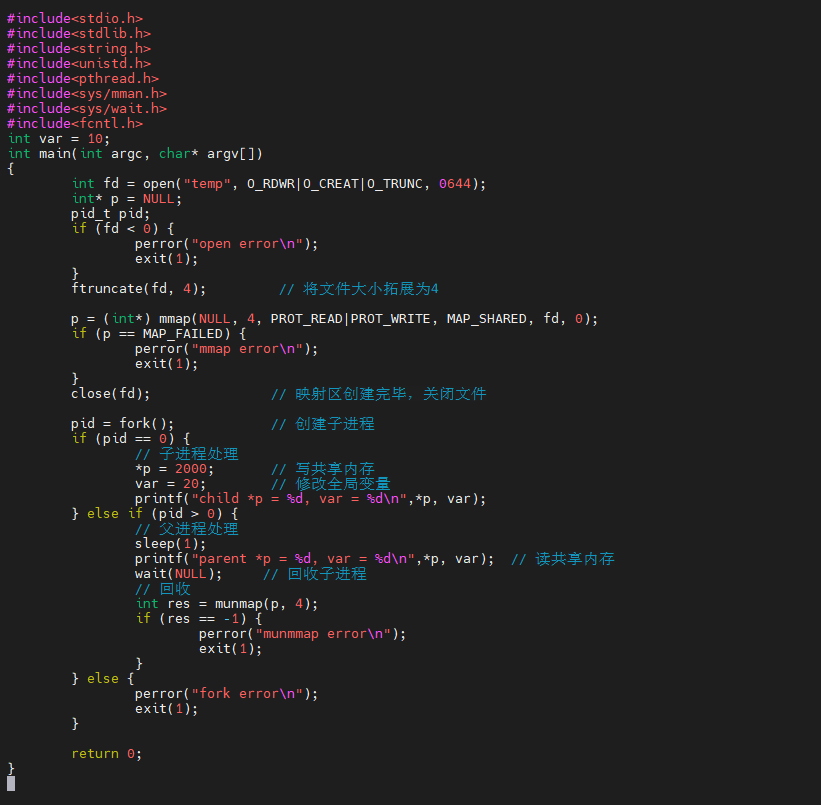 #include<stdio.h>
#include<stdlib.h>
#include<string.h>
#include<unistd.h>
#include<pthread.h>
#include<sys/mman.h>
#include<sys/wait.h>
#include<fcntl.h>
int var = 10;
int main(int argc, char* argv[])
{
        int fd = open("temp", O_RDWR|O_CREAT|O_TRUNC, 0644);
        int* p = NULL;
        pid_t pid;
        if (fd < 0) {
                perror("open error\n");
                exit(1);
        }
        ftruncate(fd, 4);         // 将文件大小拓展为4

        p = (int*) mmap(NULL, 4, PROT_READ|PROT_WRITE, MAP_SHARED, fd, 0);
        if (p == MAP_FAILED) {
                perror("mmap error\n");
                exit(1);
        }
        close(fd);               // 映射区创建完毕，关闭文件

        pid = fork();            // 创建子进程
        if (pid == 0) {
                // 子进程处理
                *p = 2000;       // 写共享内存
                var = 20;        // 修改全局变量
                printf("child *p = %d, var = %d\n",*p, var);
        } else if (pid > 0) {
                // 父进程处理
                sleep(1);
                printf("parent *p = %d, var = %d\n",*p, var);  // 读共享内存
                wait(NULL);     // 回收子进程
                // 回收
                int res = munmap(p, 4);
                if (res == -1) {
                        perror("munmmap error\n");
                        exit(1);
                }
        } else {
                perror("fork error\n");
                exit(1);
        }

        return 0;
}